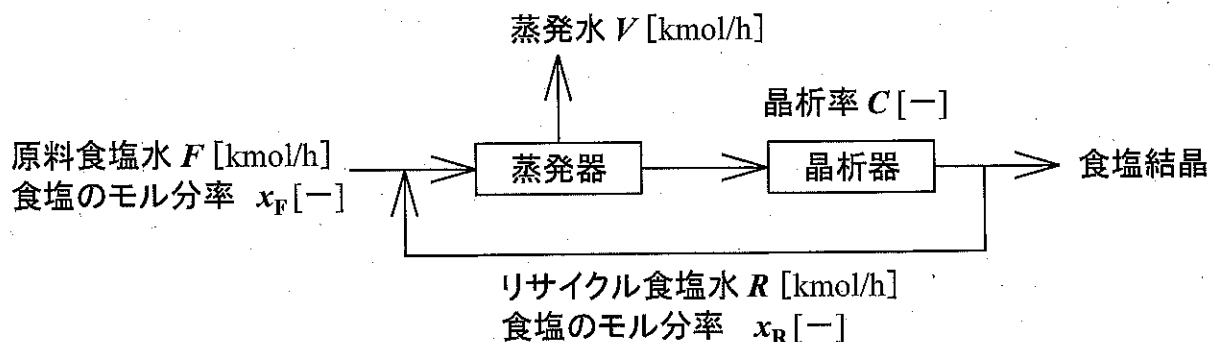 蒸発水 V [kmol/h]
晶析率 C [－]
原料食塩水 F [kmol/h]
食塩のモル分率 xF[－]
蒸発器
晶析器
食塩結晶
リサイクル食塩水 R [kmol/h]
食塩のモル分率 xR[－]